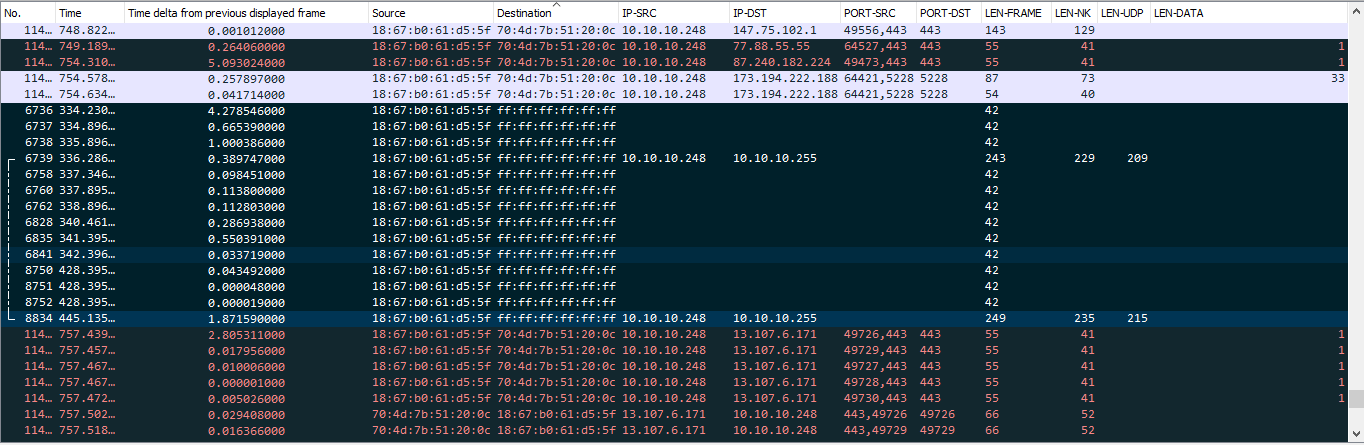 No. Time Time delta from previous displayed frame Source Destination IP-SRC IP-DST PORT-SRC PORT-DST LEN-FRAME LEN-NK LEN-UDP LEN-DATA
114… 748.822… 0.001012000 18:67:b0:61:d5:5f 70:4d:7b:51:20:0c 10.10.10.248 147.75.102.1 49556,443 443 143 129
114… 749.189… 0.264060000 18:67:b0:61:d5:5f 70:4d:7b:51:20:0c 10.10.10.248 77.88.55.55 64527,443 443 55 41 1
114… 754.310… 5.093024000 18:67:b0:61:d5:5f 70:4d:7b:51:20:0c 10.10.10.248 87.240.182.224 49473,443 443 55 41 1
114… 754.578… 0.257897000 18:67:b0:61:d5:5f 70:4d:7b:51:20:0c 10.10.10.248 173.194.222.188 64421,5228 5228 87 73 33
114… 754.634… 0.041714000 18:67:b0:61:d5:5f 70:4d:7b:51:20:0c 10.10.10.248 173.194.222.188 64421,5228 5228 54 40
6736 334.230… 4.278546000 18:67:b0:61:d5:5f ff:ff:ff:ff:ff:ff 42
6737 334.896… 0.665390000 18:67:b0:61:d5:5f ff:ff:ff:ff:ff:ff 42
6738 335.896… 1.000386000 18:67:b0:61:d5:5f ff:ff:ff:ff:ff:ff 42
6739 336.286… 0.389747000 18:67:b0:61:d5:5f ff:ff:ff:ff:ff:ff 10.10.10.248 10.10.10.255 243 229 209
6758 337.346… 0.098451000 18:67:b0:61:d5:5f ff:ff:ff:ff:ff:ff 42
6760 337.895… 0.113800000 18:67:b0:61:d5:5f ff:ff:ff:ff:ff:ff 42
6762 338.896… 0.112803000 18:67:b0:61:d5:5f ff:ff:ff:ff:ff:ff 42
6828 340.461… 0.286938000 18:67:b0:61:d5:5f ff:ff:ff:ff:ff:ff 42
6835 341.395… 0.550391000 18:67:b0:61:d5:5f ff:ff:ff:ff:ff:ff 42
6841 342.396… 0.033719000 18:67:b0:61:d5:5f ff:ff:ff:ff:ff:ff 42
8750 428.395… 0.043492000 18:67:b0:61:d5:5f ff:ff:ff:ff:ff:ff 42
8751 428.395… 0.000048000 18:67:b0:61:d5:5f ff:ff:ff:ff:ff:ff 42
8752 428.395… 0.000019000 18:67:b0:61:d5:5f ff:ff:ff:ff:ff:ff 42
8834 445.135… 1.871590000 18:67:b0:61:d5:5f ff:ff:ff:ff:ff:ff 10.10.10.248 10.10.10.255 249 235 215
114… 757.439… 2.805311000 18:67:b0:61:d5:5f 70:4d:7b:51:20:0c 10.10.10.248 13.107.6.171 49726,443 443 55 41 1
114… 757.457… 0.017956000 18:67:b0:61:d5:5f 70:4d:7b:51:20:0c 10.10.10.248 13.107.6.171 49729,443 443 55 41 1
114… 757.467… 0.010006000 18:67:b0:61:d5:5f 70:4d:7b:51:20:0c 10.10.10.248 13.107.6.171 49727,443 443 55 41 1
114… 757.467… 0.000001000 18:67:b0:61:d5:5f 70:4d:7b:51:20:0c 10.10.10.248 13.107.6.171 49728,443 443 55 41 1
114… 757.472… 0.005026000 18:67:b0:61:d5:5f 70:4d:7b:51:20:0c 10.10.10.248 13.107.6.171 49730,443 443 55 41 1
114… 757.502… 0.029408000 70:4d:7b:51:20:0c 18:67:b0:61:d5:5f 13.107.6.171 10.10.10.248 443,49726 49726 66 52
114… 757.518… 0.016366000 70:4d:7b:51:20:0c 18:67:b0:61:d5:5f 13.107.6.171 10.10.10.248 443,49729 49729 66 52